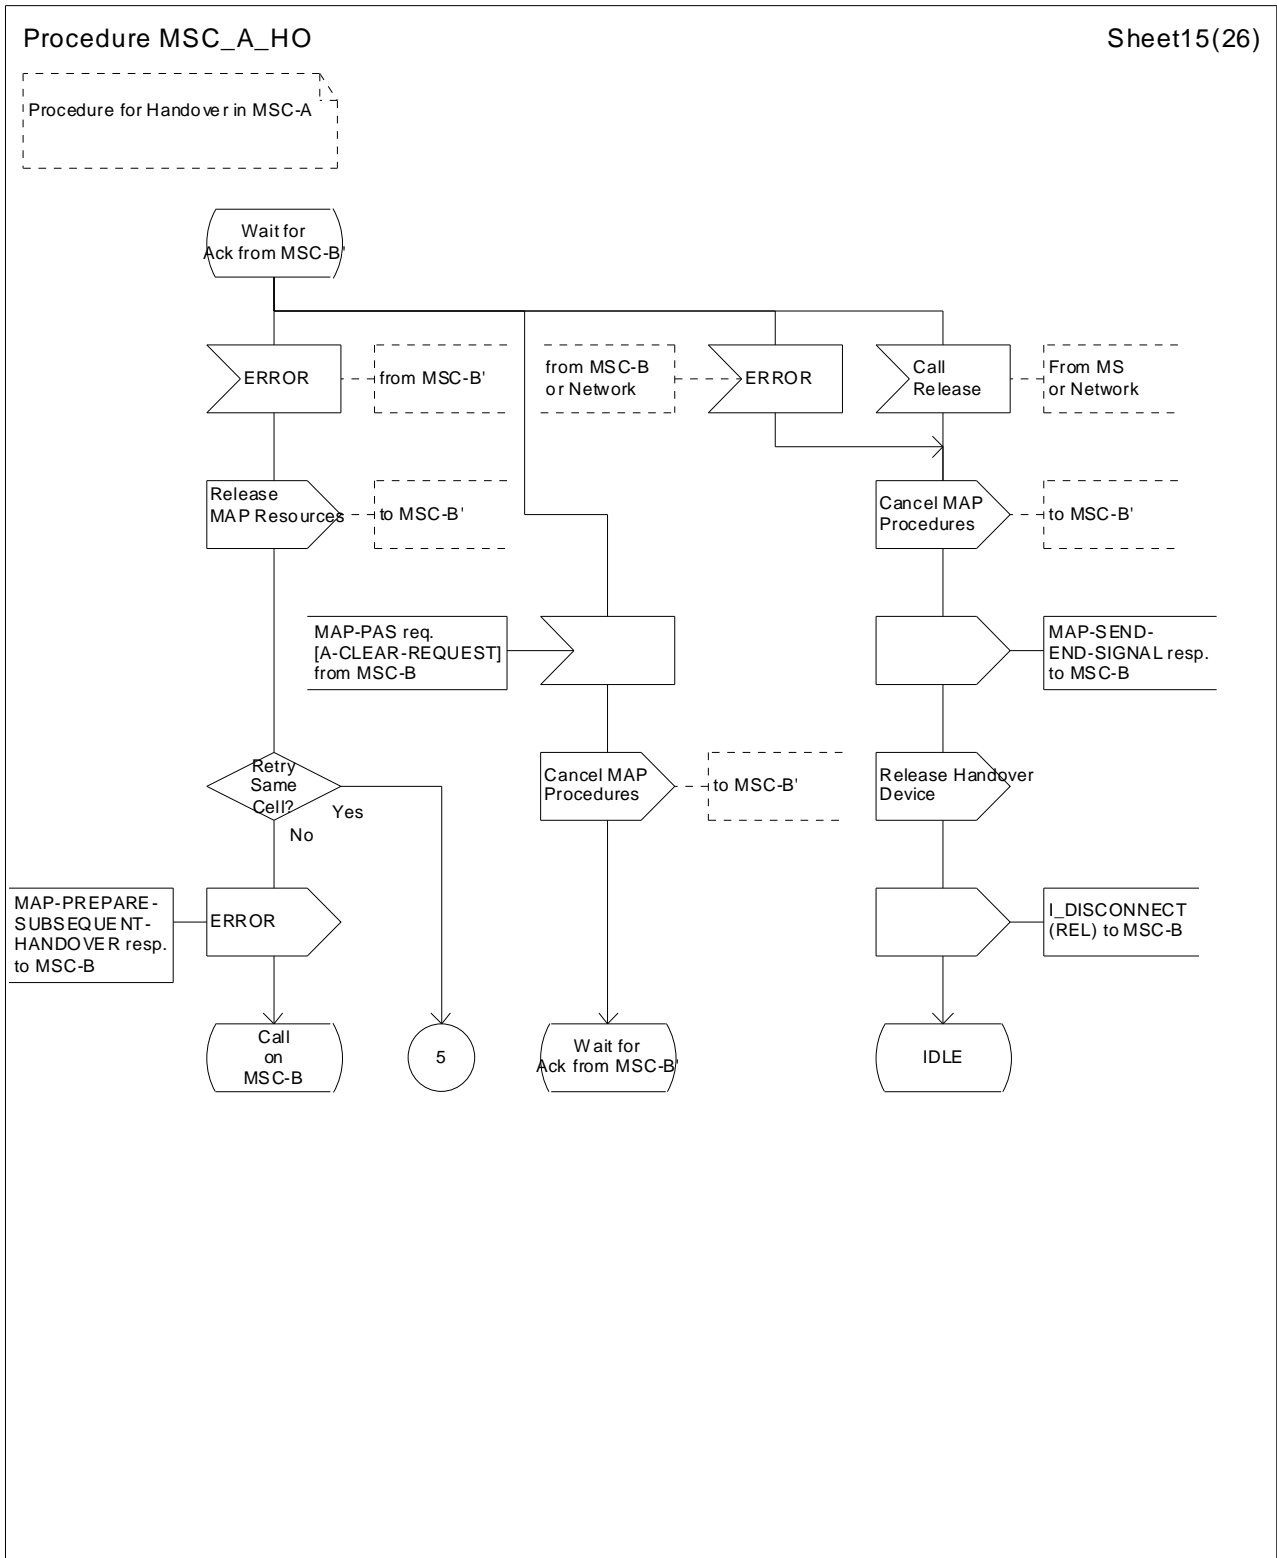 Procedure MSC_A_HO
Sheet15(26)
Procedure for Handover in MSC-A
Wait for
Ack from MSC-B'
ERROR
from MSC-B'
from MSC-B
or Network
ERROR
Call
Release
From MS
or Network
Release
MAP Resources
to MSC-B'
Cancel MAP
Procedures
to MSC-B'
MAP-PAS req.
[A-CLEAR-REQUEST]
from MSC-B
MAP-SEND-
END-SIGNAL resp.
to MSC-B
Retry
Same
Cell?
Yes
No
Cancel MAP
Procedures
to MSC-B'
Release Handover
Device
MAP-PREPARE-
SUBSEQUENT-
HANDOVER resp.
to MSC-B
ERROR
I_DISCONNECT
(REL) to MSC-B
Call
on
MSC-B
5
Wait for
Ack from MSC-B'
IDLE